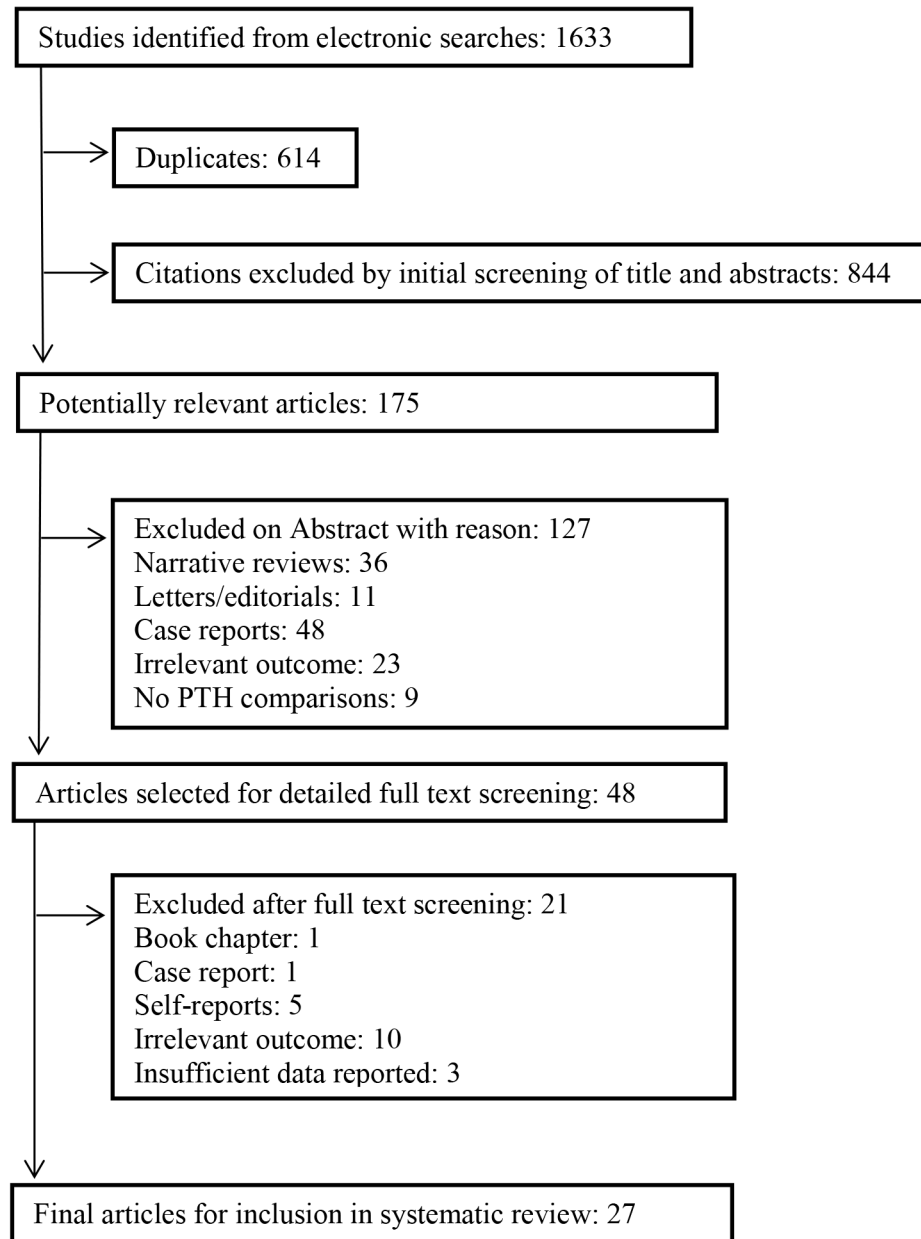 Studies identified from electronic searches: 1633
Duplicates: 614
Citations excluded by initial screening of title and abstracts: 844
Potentially relevant articles: 175
Excluded on Abstract with reason: 127
Narrative reviews: 36
Letters/editorials: 11
Case reports: 48
Irrelevant outcome: 23
No PTH comparisons: 9
Articles selected for detailed full text screening: 48
Excluded after full text screening: 21
Book chapter: 1
Case report: 1
Self-reports: 5
Irrelevant outcome: 10
Insufficient data reported: 3
Final articles for inclusion in systematic review: 27